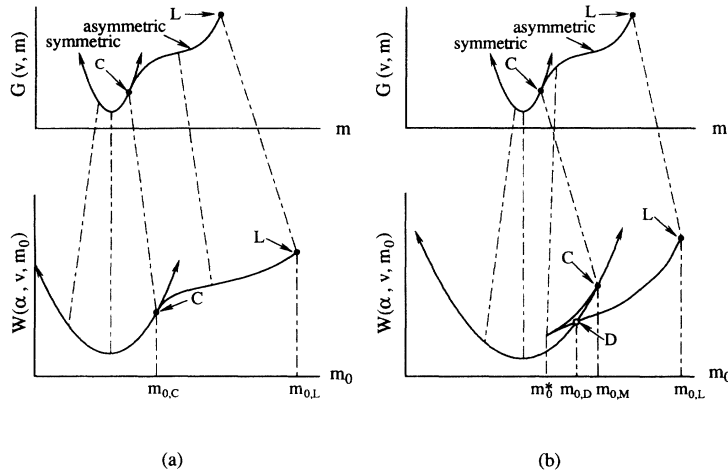 L
asymmetric
symmetric
C
G (v, m)
m
L
C
W(α , v, m₀)
m₀
m₀,C
m₀,L
(a)
L
asymmetric
symmetric
C
G (v, m)
m
L
C
D
W(α , v, m₀)
m₀
m₀*
m₀,D
m₀,M
m₀,L
(b)